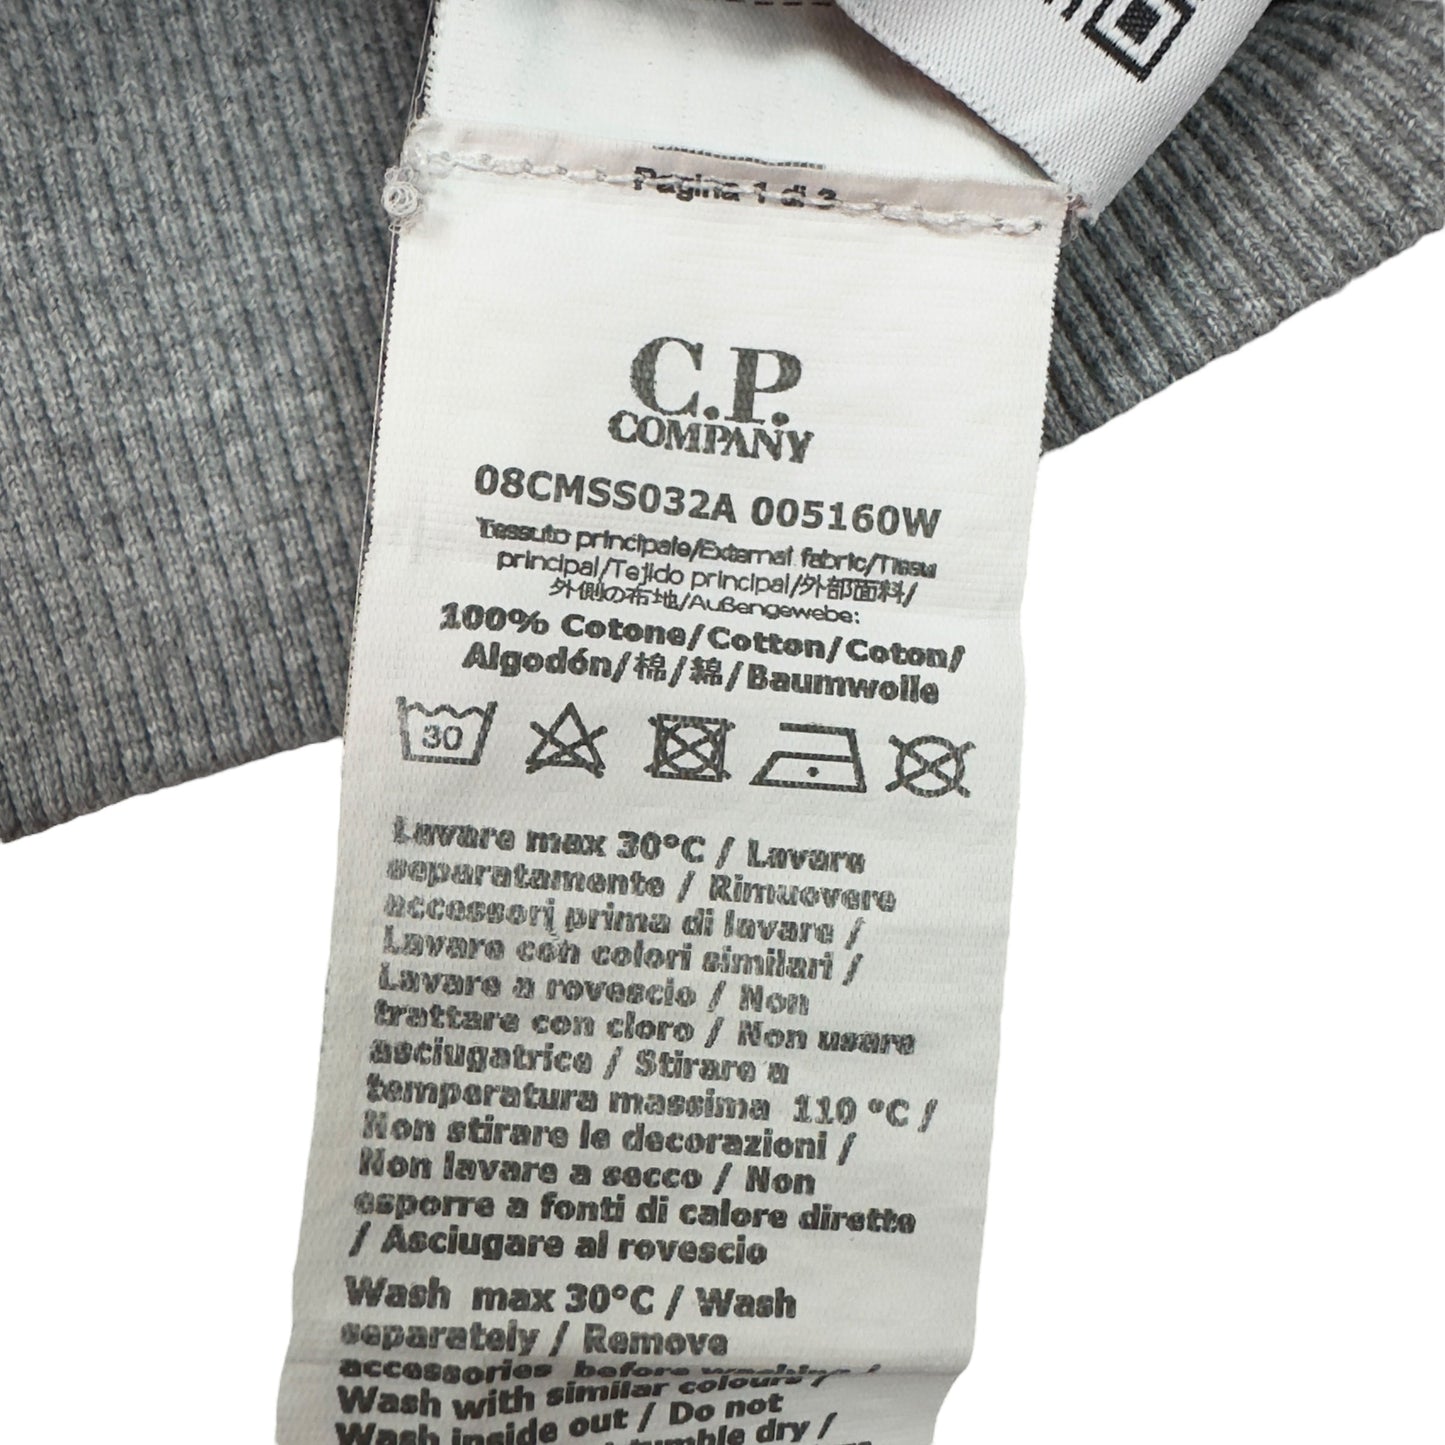 Pagina 1 di 3
C.P.
COMPANY
08CMSS032A 005160W
Tessuto principale/External fabric/Tissu
principal/Tejido principal/外部面料/
外側の布地/Außengewebe:
100% Cotone/Cotton/Coton/
Algodón/棉/綿/Baumwolle
30
Lavare max 30°C / Lavare
separatamente / Rimuovere
accessori prima di lavare /
Lavare con colori similari /
Lavare a rovescio / Non
trattare con cloro / Non usare
asciugatrice / Stirare a
temperatura massima 110 °C /
Non stirare le decorazioni /
Non lavare a secco / Non
esporre a fonti di calore dirette
/ Asciugare al rovescio
Wash max 30°C / Wash
separately / Remove
accessories before washing /
Wash with similar colours /
Wash inside out / Do not
tumble dry /